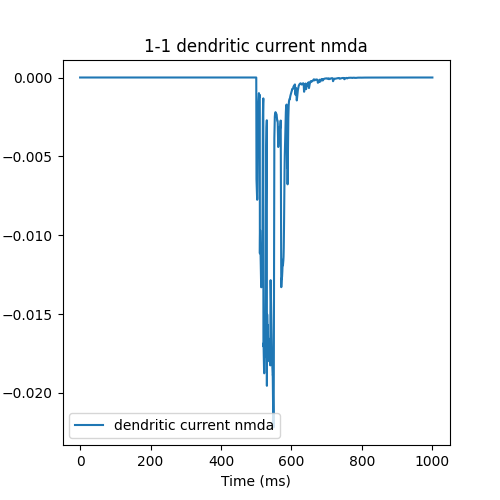 1-1 dendritic current nmda
0.000
−0.005
−0.010
−0.015
−0.020
dendritic current nmda
0 200 400 600 800 1000
Time (ms)